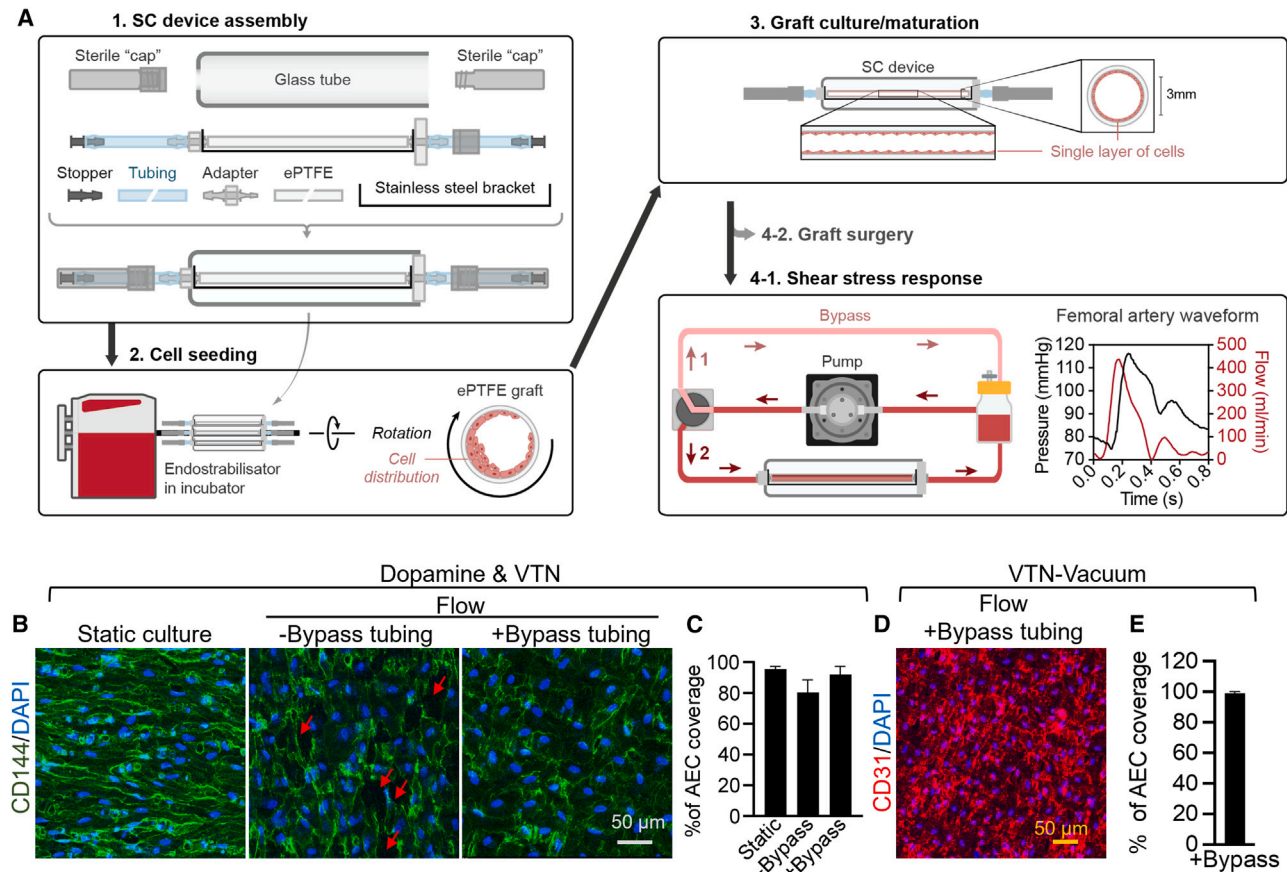 A
1. SC device assembly
Sterile “cap”
Glass tube
Sterile “cap”
Stopper
Tubing
Adapter
ePTFE
Stainless steel bracket
2. Cell seeding
Endostrabilisator
in incubator
Rotation
Cell
distribution
ePTFE graft
3. Graft culture/maturation
SC device
3mm
Single layer of cells
4-2. Graft surgery
4-1. Shear stress response
Bypass
1
Pump
2
Femoral artery waveform
Pressure (mmHg)
120
110
100
90
80
70
Flow (ml/min)
500
400
300
200
100
0
0.0
0.2
0.4
0.6
0.8
Time (s)
Dopamine & VTN
B
Static culture
Flow
-Bypass tubing
+Bypass tubing
CD144/DAPI
50 µm
C
%of AEC coverage
100
80
60
40
20
0
Static
-Bypass
+Bypass
VTN-Vacuum
D
Flow
+Bypass tubing
CD31/DAPI
50 µm
E
% of AEC coverage
120
100
80
60
40
20
0
+Bypass